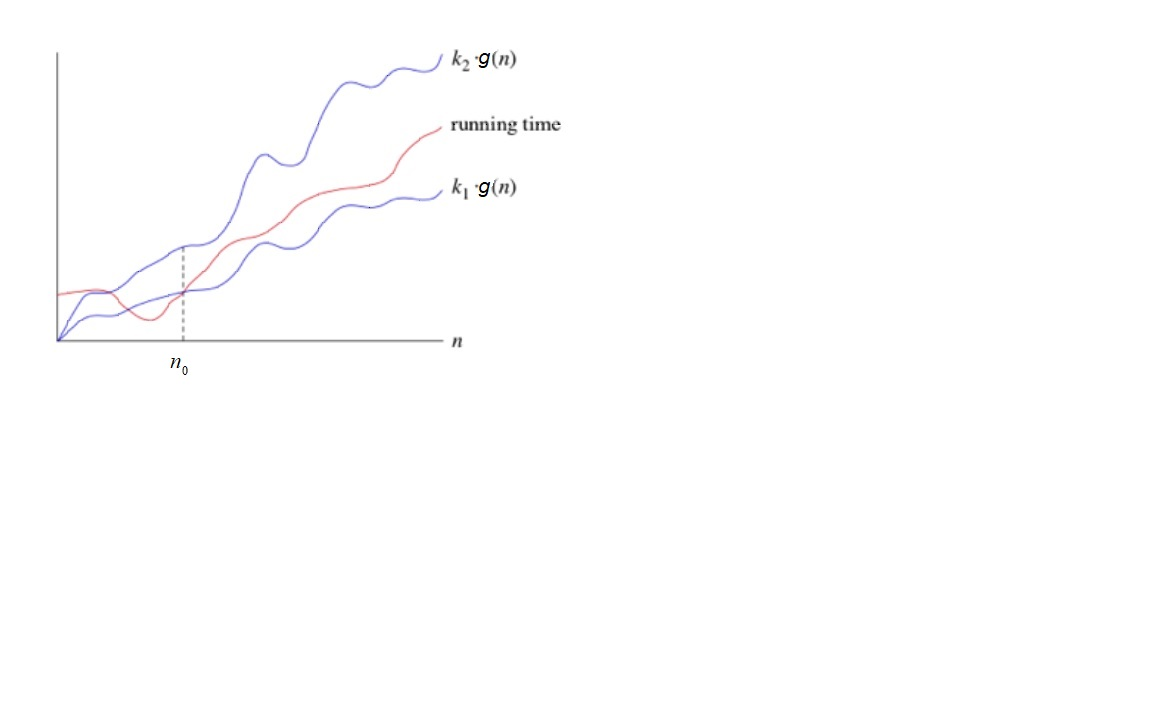 k₂ ·g(n)
running time
k₁ ·g(n)
n
n₀